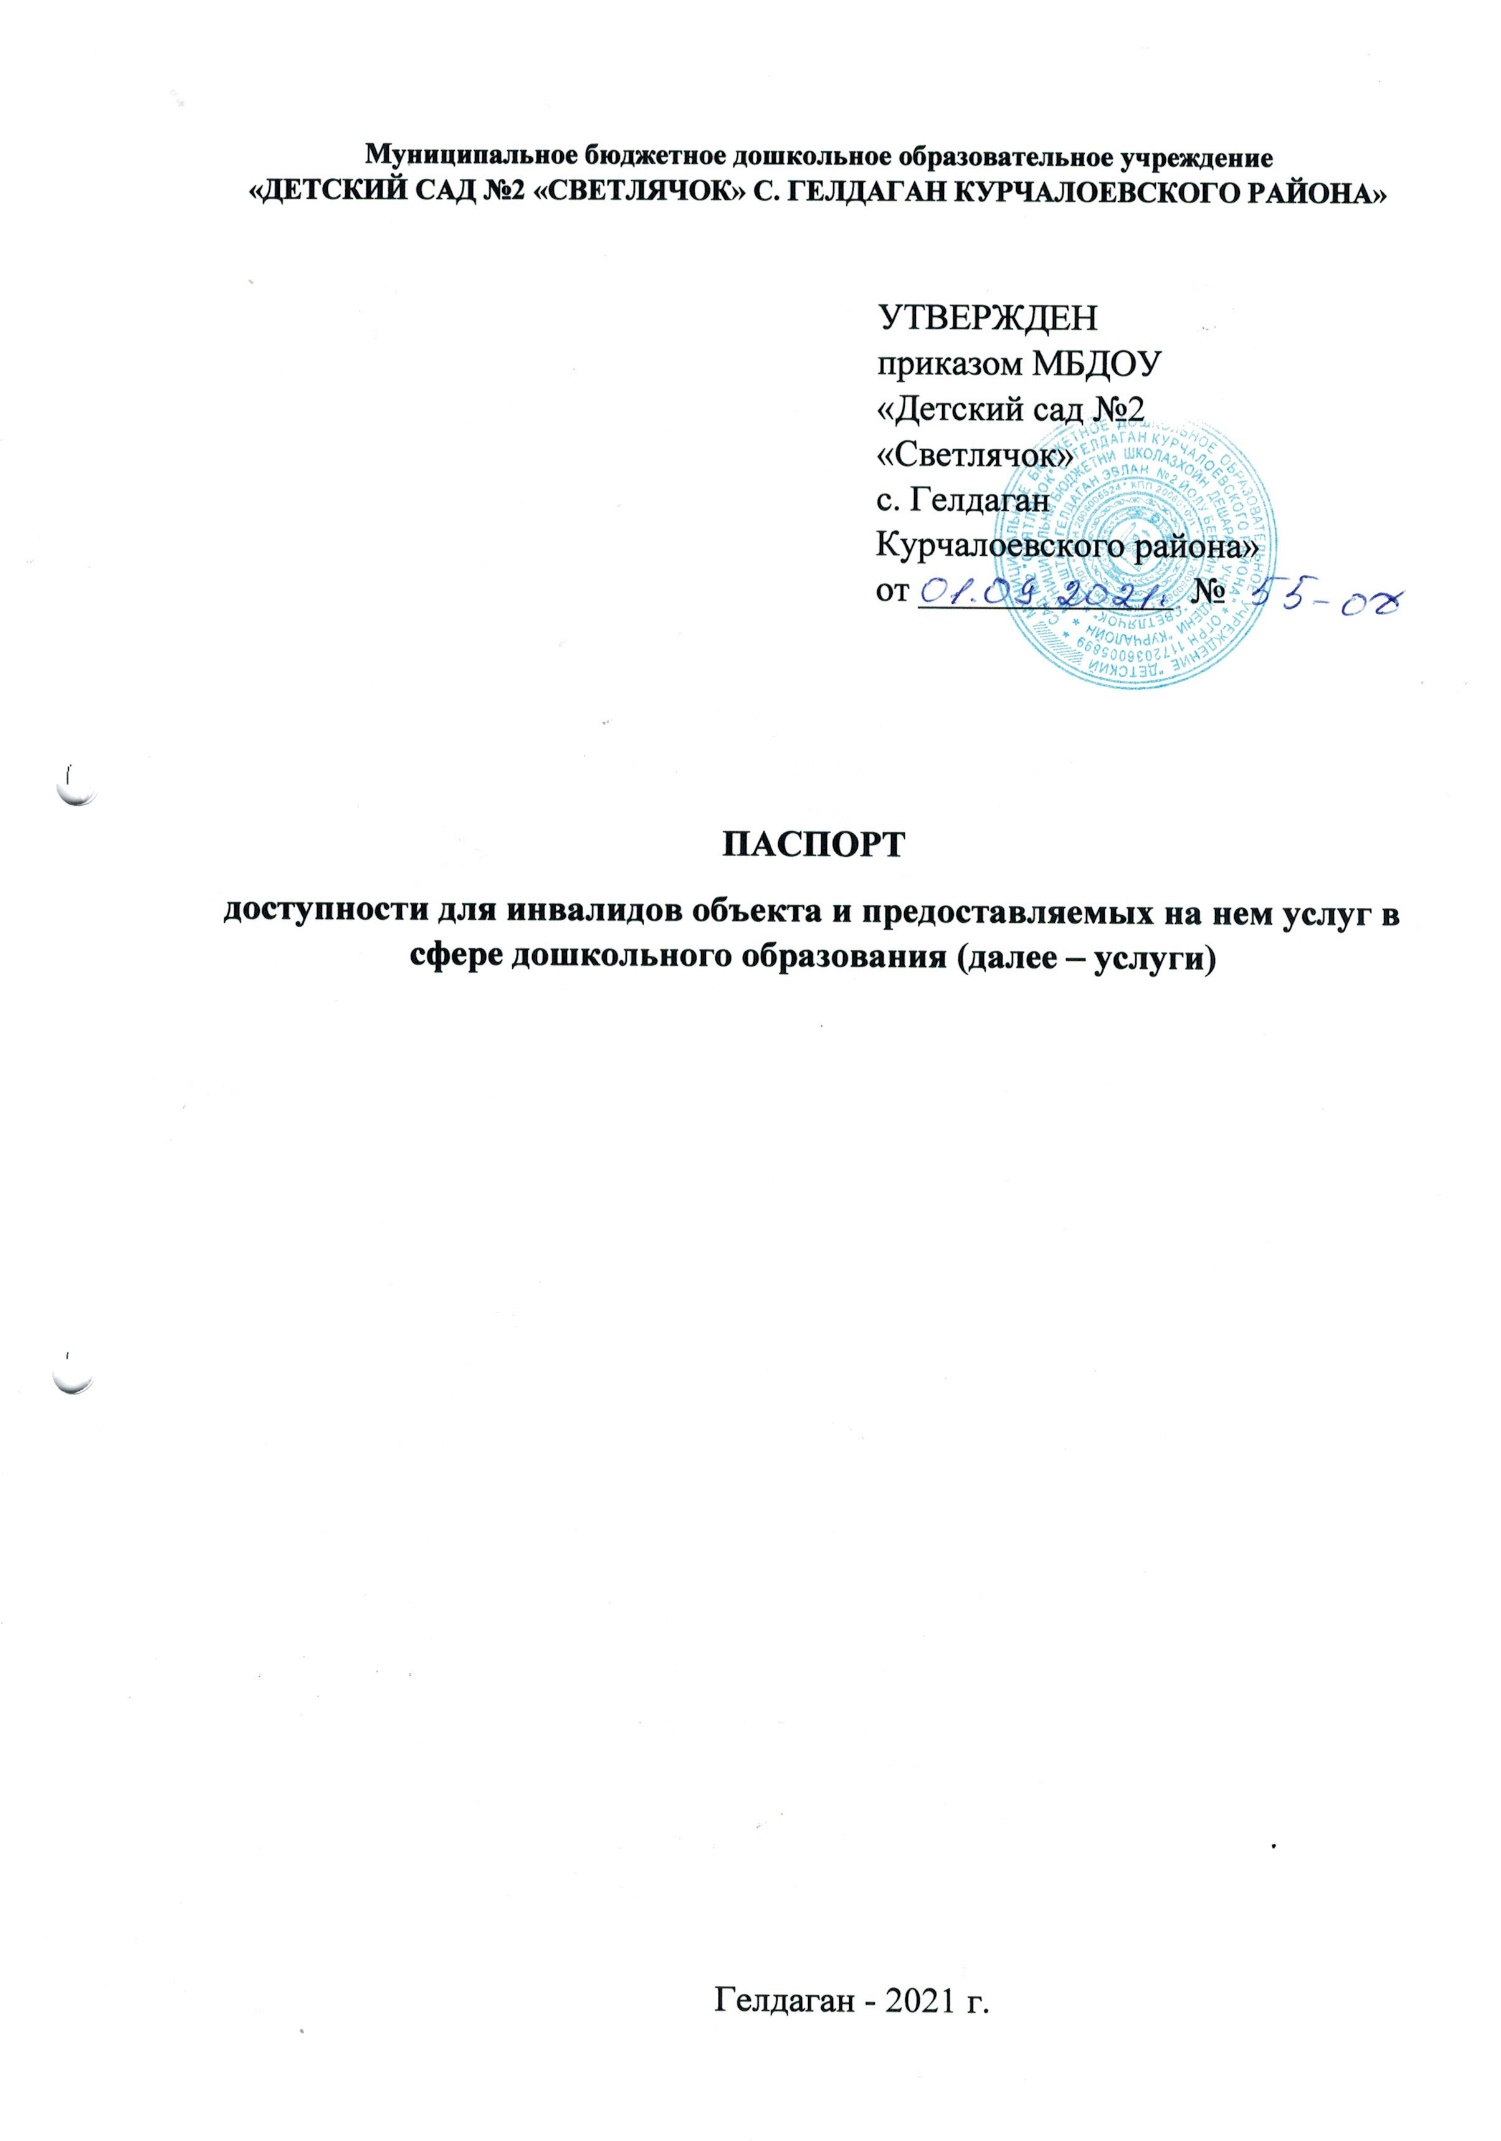 Муниципальное бюджетное дошкольное образовательное учреждение
«ДЕТСКИЙ САД №2 «СВЕТЛЯЧОК» С. ГЕЛДАГАН КУРЧАЛОЕВСКОГО РАЙОНА»
УТВЕРЖДЕН
приказом МБДОУ
«Детский сад №2
«Светлячок»
с. Гелдаган
Курчалоевского района»
от 01.09 2021г. № 55-од
ПАСПОРТ
доступности для инвалидов объекта и предоставляемых на нем услуг в
сфере дошкольного образования (далее – услуги)
Гелдаган - 2021 г.